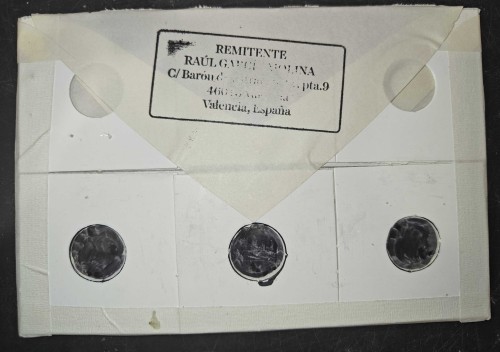 REMITENTE
RAÚL MOLINA
C/ Barón pta.9
Valencia, España